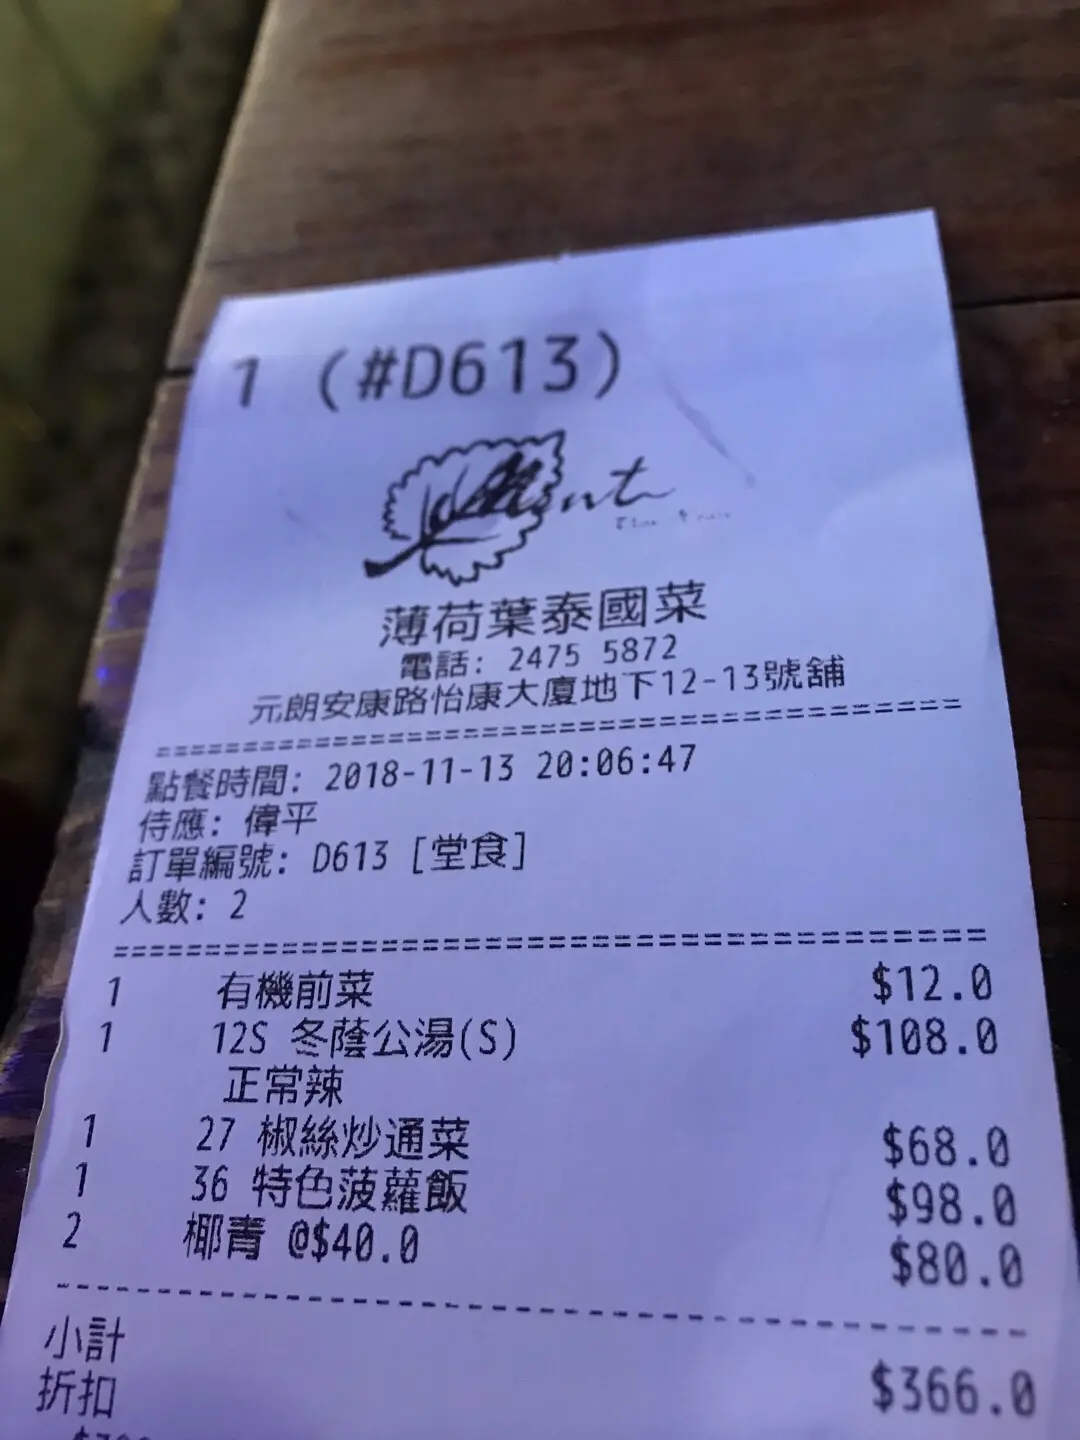 1 (#D613)
Mint
薄荷葉泰國菜
電話: 2475 5872
元朗安康路怡康大廈地下12-13號舖
點餐時間: 2018-11-13 20:06:47
侍應: 偉平
訂單編號: D613 [堂食]
人數: 2
1 有機前菜 $12.0
1 12S 冬蔭公湯(S) $108.0
正常辣
1 27 椒絲炒通菜 $68.0
1 36 特色菠蘿飯 $98.0
2 椰青 @$40.0 $80.0
小計 $366.0
折扣